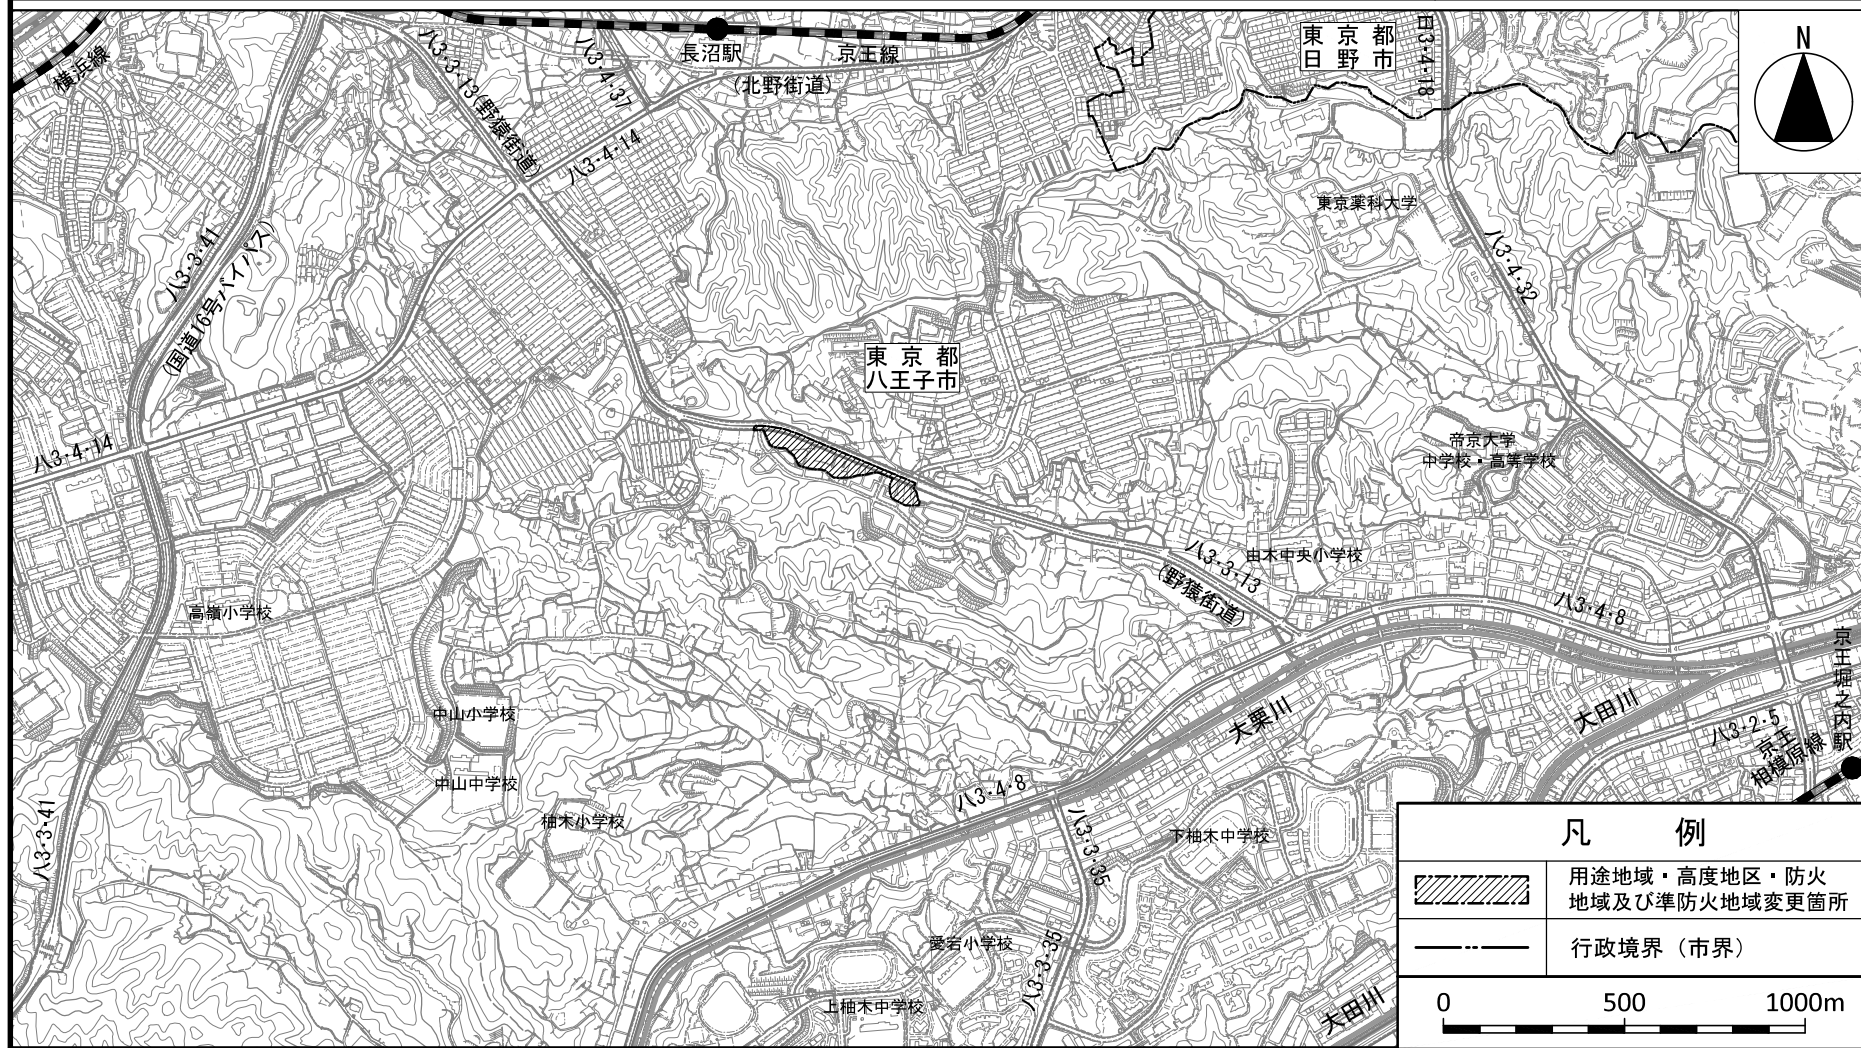 横浜線
八3・3・13(野猿街道)
八3・4・37
長沼駅
京王線
(北野街道)
八3・4・14
東京都
日野市
日3・4・18
N
東京薬科大学
八3・4・32
八3・3・41
(国道16号バイパス)
東京都
八王子市
八3・4・14
帝京大学
中学校・高等学校
八3・3・13
(野猿街道)
由木中央小学校
八3・4・8
高嶺小学校
京王堀之内駅
中山小学校
大栗川
大田川
八3・2・5
京王
相模原線
中山中学校
八3・4・8
八3・3・41
柚木小学校
八3・3・35
下柚木中学校
愛宕小学校
八3・3・35
上柚木中学校
大田川
凡 例
用途地域・高度地区・防火
地域及び準防火地域変更箇所
行政境界(市界)
0 500 1000m